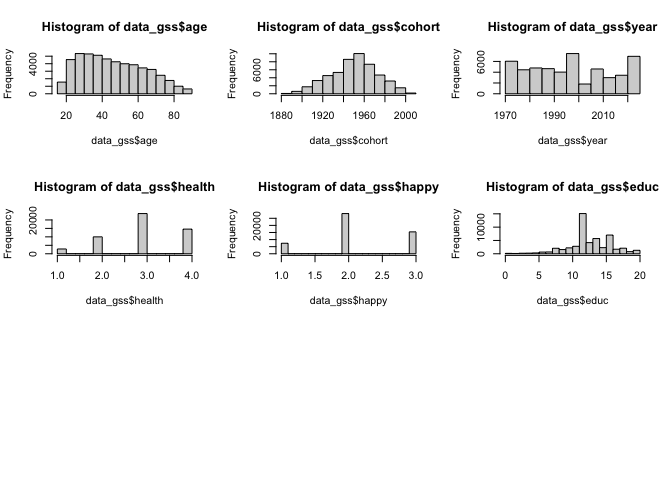 Histogram of data_gss$age
Frequency
0 4000
20 40 60 80
data_gss$age
Histogram of data_gss$cohort
Frequency
0 6000
1880 1920 1960 2000
data_gss$cohort
Histogram of data_gss$year
Frequency
0 6000
1970 1990 2010
data_gss$year
Histogram of data_gss$health
Frequency
0 20000
1.0 2.0 3.0 4.0
data_gss$health
Histogram of data_gss$happy
Frequency
0 20000
1.0 1.5 2.0 2.5 3.0
data_gss$happy
Histogram of data_gss$educ
Frequency
0 10000
0 5 10 15 20
data_gss$educ